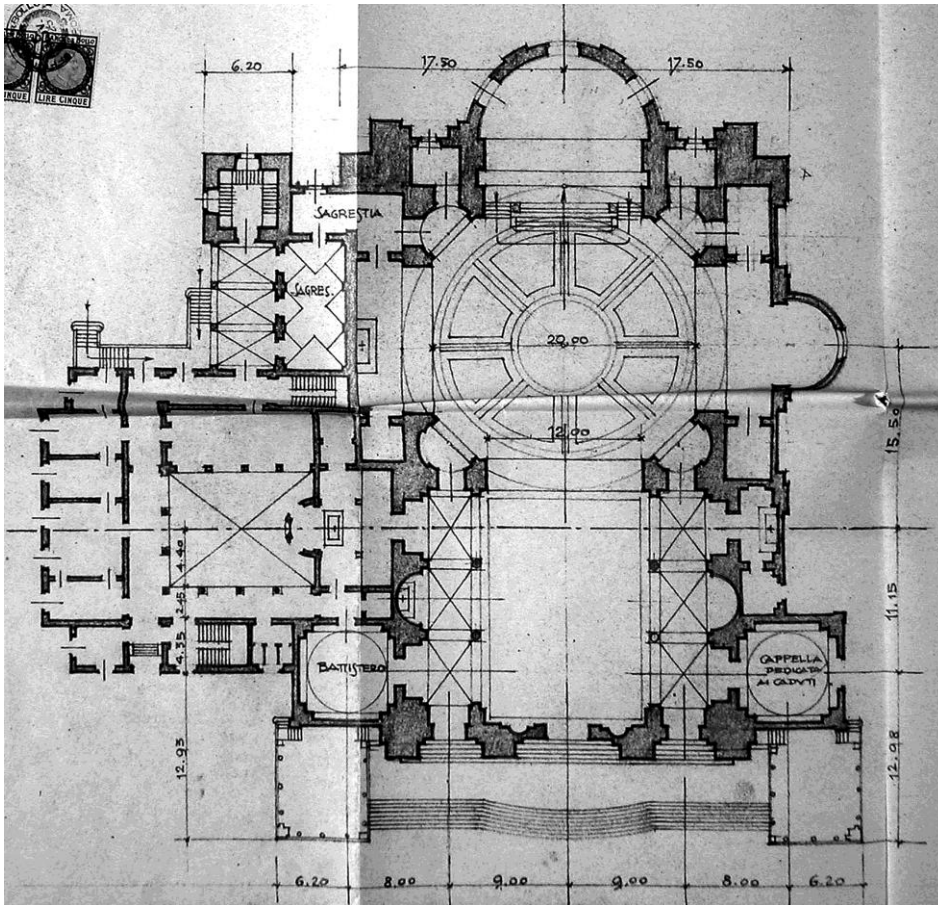 LIRE CINQUE
6.20
17.50
17.50
SAGRESTIA
SAGRES.
20.00
12.00
15.50
4.40
2.45
11.15
4.35
BATTISTERO
CAPPELLA
DEDICATA
AI CADUTI
12.93
12.98
6.20
8.00
9.00
9.00
8.00
6.20